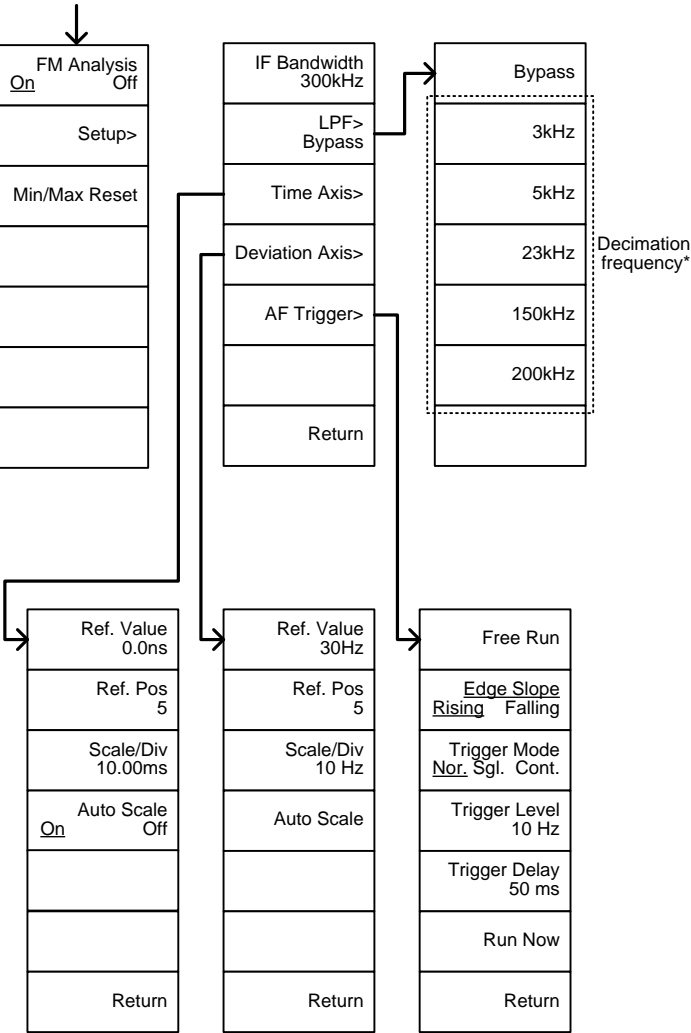 FM Analysis
On Off
Setup>
Min/Max Reset
IF Bandwidth
300kHz
LPF>
Bypass
Time Axis>
Deviation Axis>
AF Trigger>
Return
Bypass
3kHz
5kHz
23kHz
150kHz
200kHz
Decimation
frequency*
Ref. Value
0.0ns
Ref. Pos
5
Scale/Div
10.00ms
Auto Scale
On Off
Return
Ref. Value
30Hz
Ref. Pos
5
Scale/Div
10 Hz
Auto Scale
Return
Free Run
Edge Slope
Rising Falling
Trigger Mode
Nor. Sgl. Cont.
Trigger Level
10 Hz
Trigger Delay
50 ms
Run Now
Return